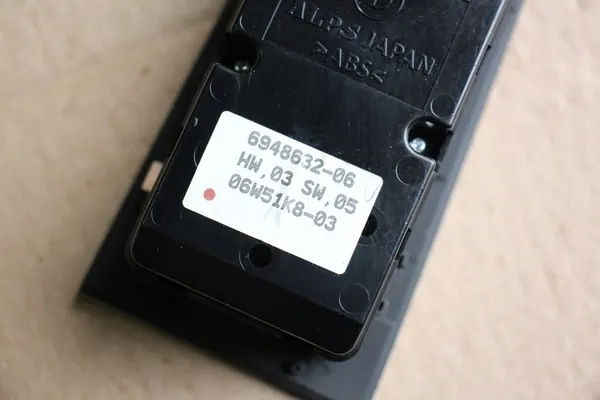 ALPS JAPAN
>ABS<
6948632-06
HW,03 SW,05
06W51K8-03